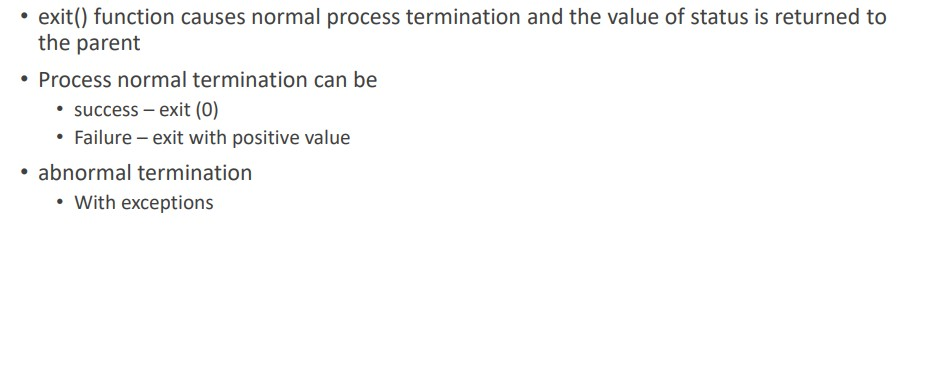 • exit() function causes normal process termination and the value of status is returned to
the parent
• Process normal termination can be
• success – exit (0)
• Failure – exit with positive value
• abnormal termination
• With exceptions